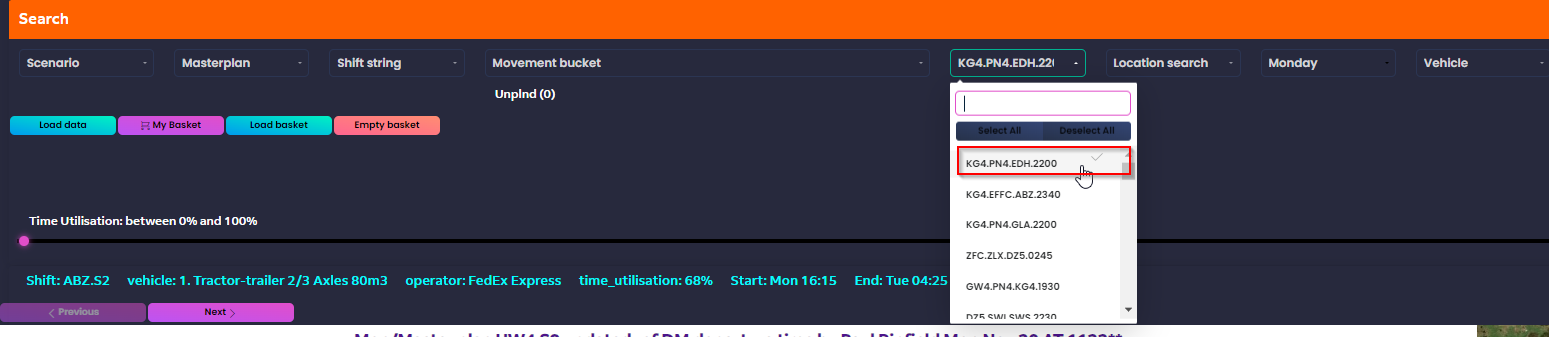 Search
Scenario Masterplan Shift string Movement bucket KG4.PN4.EDH.220 Location search Monday Vehicle
Unplnd (0)
Load data My Basket Load basket Empty basket
Select All Deselect All
KG4.PN4.EDH.2200
KG4.EFFC.ABZ.2340
KG4.PN4.GLA.2200
ZFC.ZLX.DZ5.0245
GW4.PN4.KG4.1930
DZ5.SWI.SWS.2230
Time Utilisation: between 0% and 100%
Shift: ABZ.S2 vehicle: 1. Tractor-trailer 2/3 Axles 80m3 operator: FedEx Express time_utilisation: 68% Start: Mon 16:15 End: Tue 04:25
Previous Next